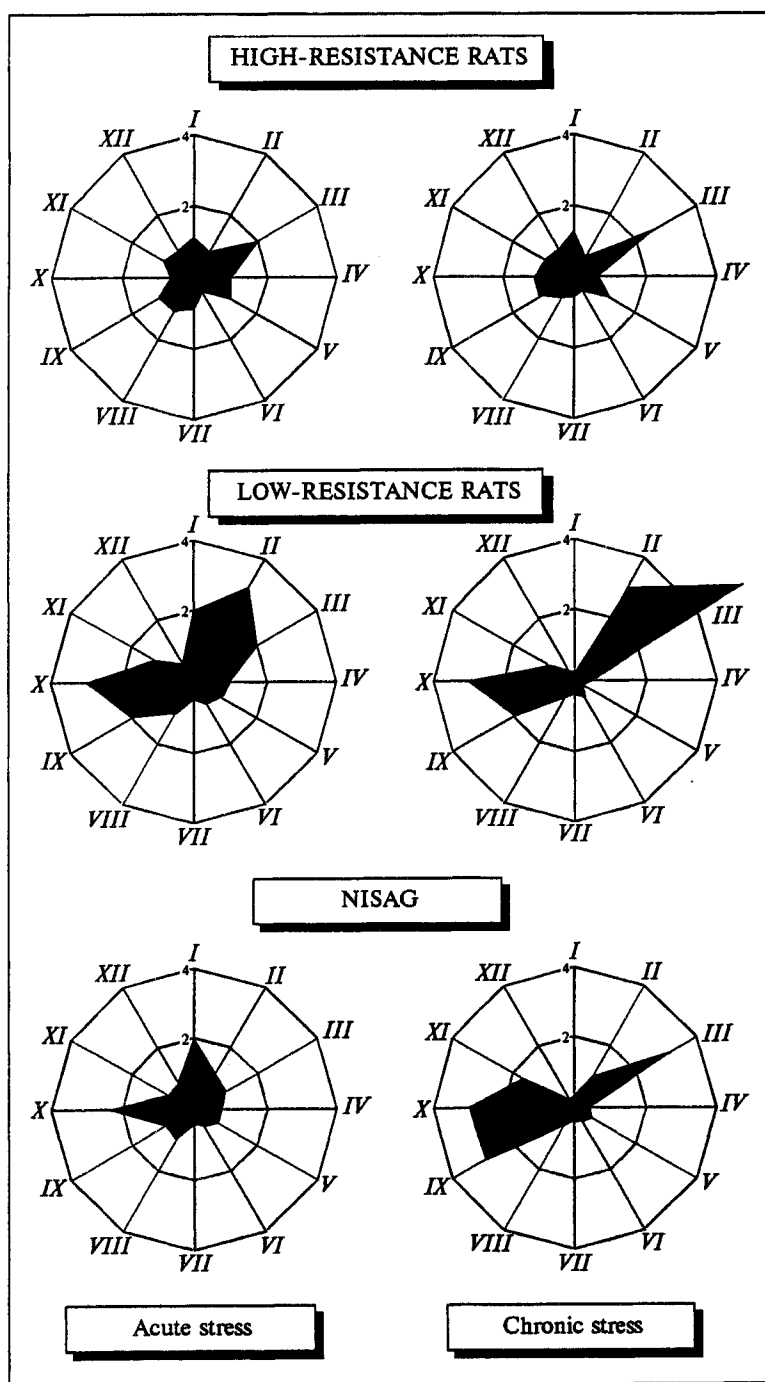 HIGH-RESISTANCE RATS
I
II
III
IV
V
VI
VII
VIII
IX
X
XI
XII
4
2
I
II
III
IV
V
VI
VII
VIII
IX
X
XI
XII
4
2
LOW-RESISTANCE RATS
I
II
III
IV
V
VI
VII
VIII
IX
X
XI
XII
4
2
I
II
III
IV
V
VI
VII
VIII
IX
X
XI
XII
4
2
NISAG
I
II
III
IV
V
VI
VII
VIII
IX
X
XI
XII
4
2
I
II
III
IV
V
VI
VII
VIII
IX
X
XI
XII
4
2
Acute stress
Chronic stress